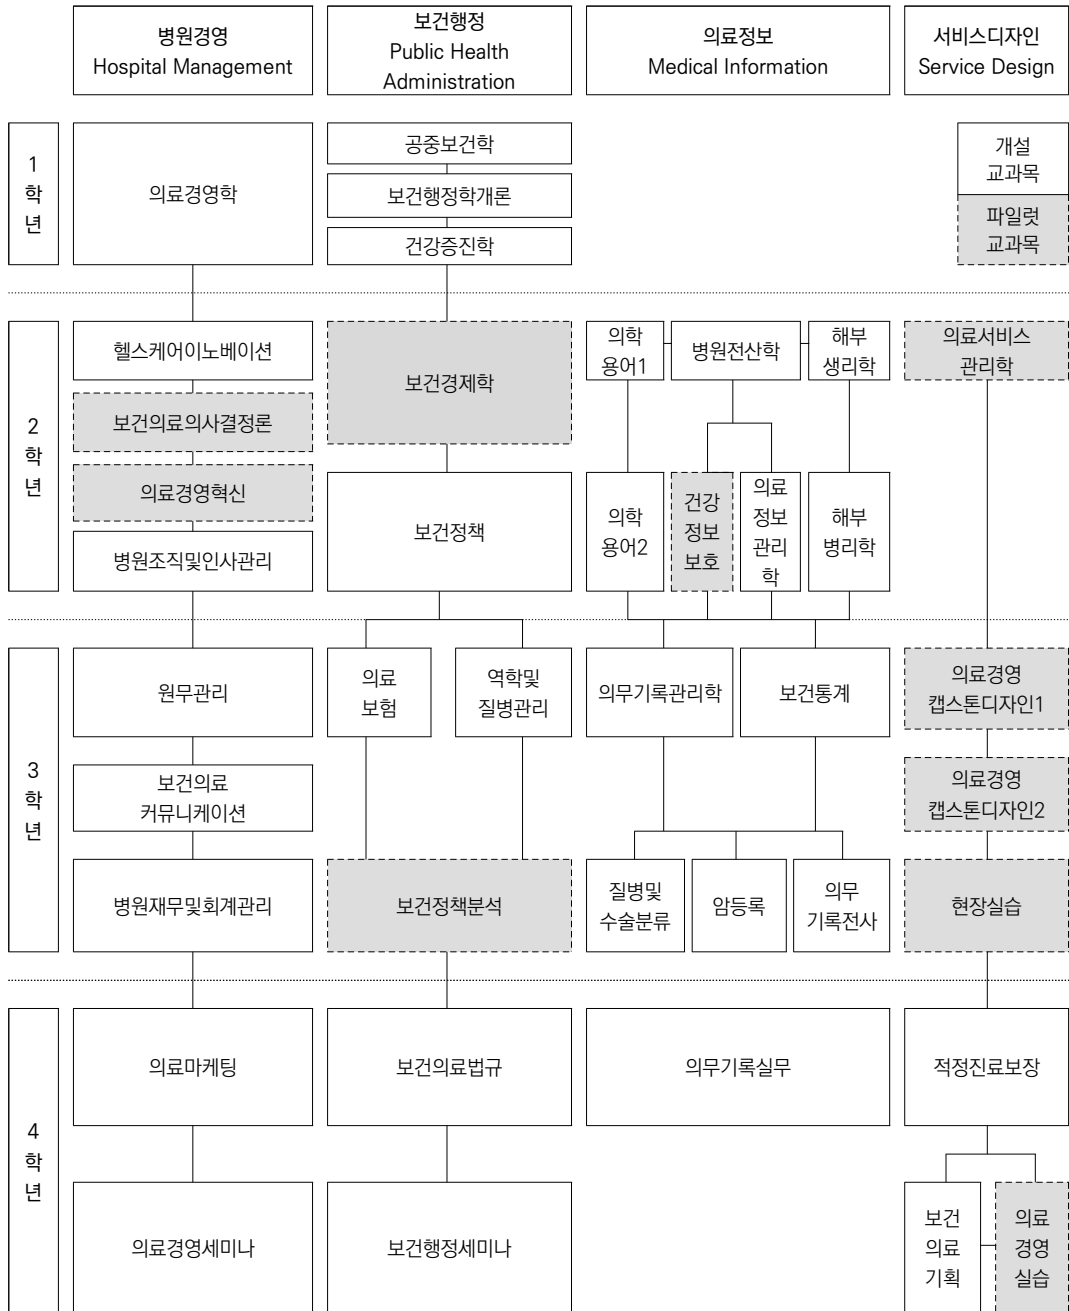 병원경영
Hospital Management
보건행정
Public Health
Administration
의료정보
Medical Information
서비스디자인
Service Design
1
학
년
의료경영학
공중보건학
보건행정학개론
건강증진학
개설
교과목
파일럿
교과목
2
학
년
헬스케어이노베이션
보건의료의사결정론
의료경영혁신
병원조직및인사관리
보건경제학
보건정책
의학
용어1
병원전산학
해부
생리학
의학
용어2
건강
정보
보호
의료
정보
관리
학
해부
병리학
의료서비스
관리학
3
학
년
원무관리
보건의료
커뮤니케이션
병원재무및회계관리
의료
보험
역학및
질병관리
보건정책분석
의무기록관리학
보건통계
질병및
수술분류
암등록
의무
기록전사
의료경영
캡스톤디자인1
의료경영
캡스톤디자인2
현장실습
4
학
년
의료마케팅
의료경영세미나
보건의료법규
보건행정세미나
의무기록실무
적정진료보장
보건
의료
기획
의료
경영
실습